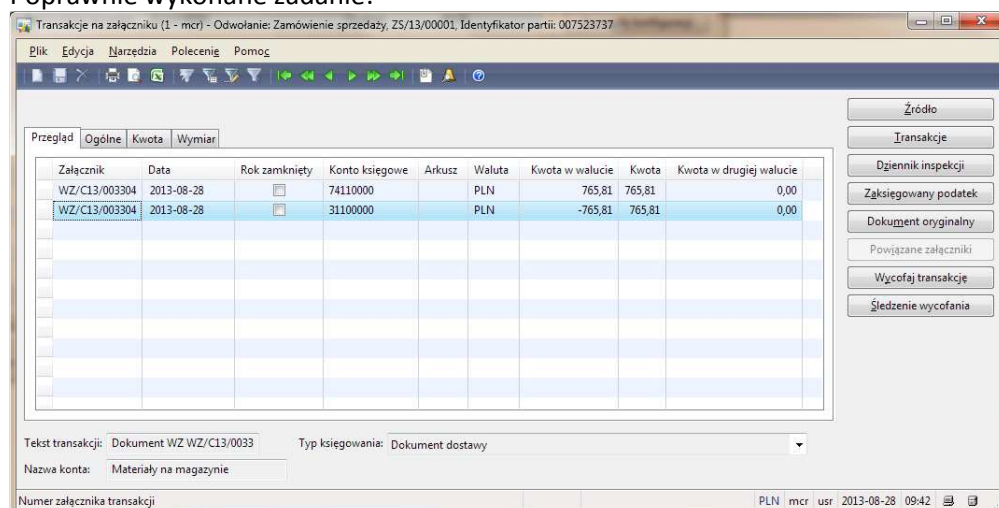 Poprawnie wykonane zadanie:
Transakcje na załączniku (1 - mcr) - Odwołanie: Zamówienie sprzedaży, ZS/13/00001, Identyfikator partii: 007523737
Plik Edycja Narzędzia Polecenie Pomoc
Źródło
Przegląd Ogólne Kwota Wymiar
Transakcje
Załącznik Data Rok zamknięty Konto księgowe Arkusz Waluta Kwota w walucie Kwota Kwota w drugiej walucie
Dziennik inspekcji
WZ/C13/003304 2013-08-28 74110000 PLN 765,81 765,81 0,00
Zaksięgowany podatek
WZ/C13/003304 2013-08-28 31100000 PLN -765,81 765,81 0,00
Dokument oryginalny
Powiązane załączniki
Wycofaj transakcję
Śledzenie wycofania
Tekst transakcji: Dokument WZ WZ/C13/0033 Typ księgowania: Dokument dostawy
Nazwa konta: Materiały na magazynie
Numer załącznika transakcji PLN mcr usr 2013-08-28 09:42